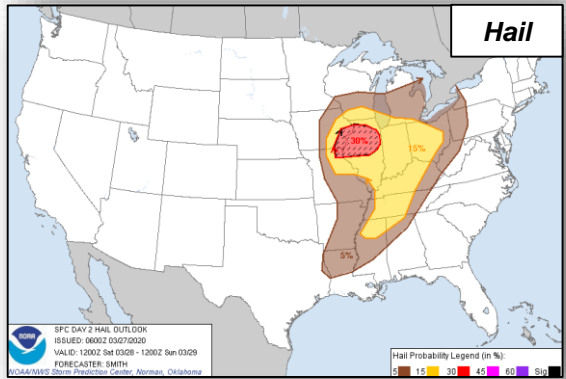 Hail
30%
15%
5%
NOAA
SPC DAY 2 HAIL OUTLOOK
ISSUED: 0600Z 03/27/2020
VALID: 1200Z Sat 03/28 - 1200Z Sun 03/29
FORECASTER: SMITH
NOAA/NWS Storm Prediction Center, Norman, Oklahoma
Hail Probability Legend (in %):
5 15 30 45 60 Sig